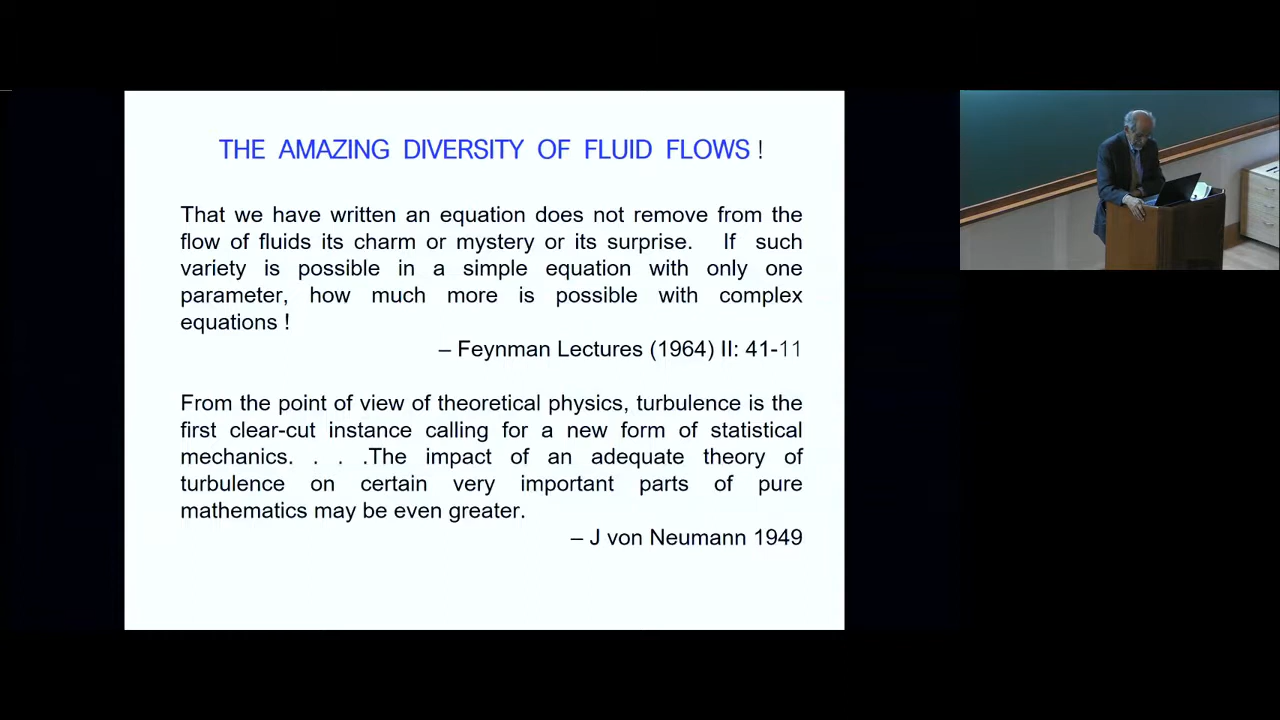 THE AMAZING DIVERSITY OF FLUID FLOWS !
That we have written an equation does not remove from the
flow of fluids its charm or mystery or its surprise. If such
variety is possible in a simple equation with only one
parameter, how much more is possible with complex
equations !
– Feynman Lectures (1964) II: 41-11
From the point of view of theoretical physics, turbulence is the
first clear-cut instance calling for a new form of statistical
mechanics. . . .The impact of an adequate theory of
turbulence on certain very important parts of pure
mathematics may be even greater.
– J von Neumann 1949